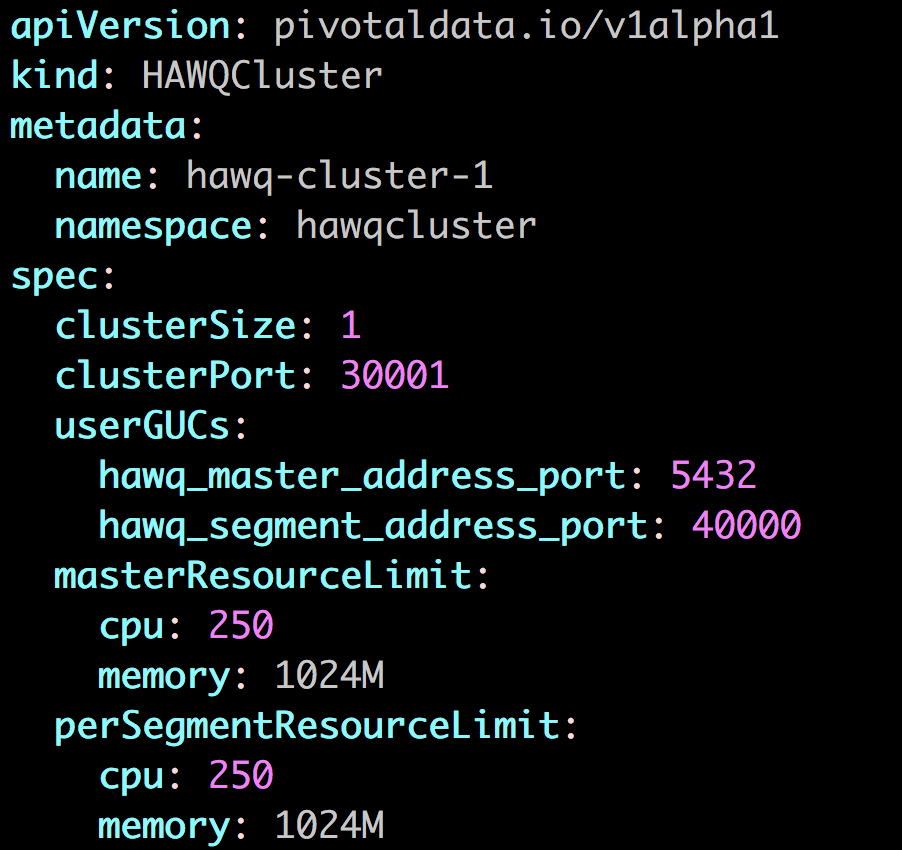 apiVersion: pivotaldata.io/v1alpha1
kind: HAWQCluster
metadata:
  name: hawq-cluster-1
  namespace: hawqcluster
spec:
  clusterSize: 1
  clusterPort: 30001
  userGUCs:
    hawq_master_address_port: 5432
    hawq_segment_address_port: 40000
  masterResourceLimit:
    cpu: 250
    memory: 1024M
  perSegmentResourceLimit:
    cpu: 250
    memory: 1024M